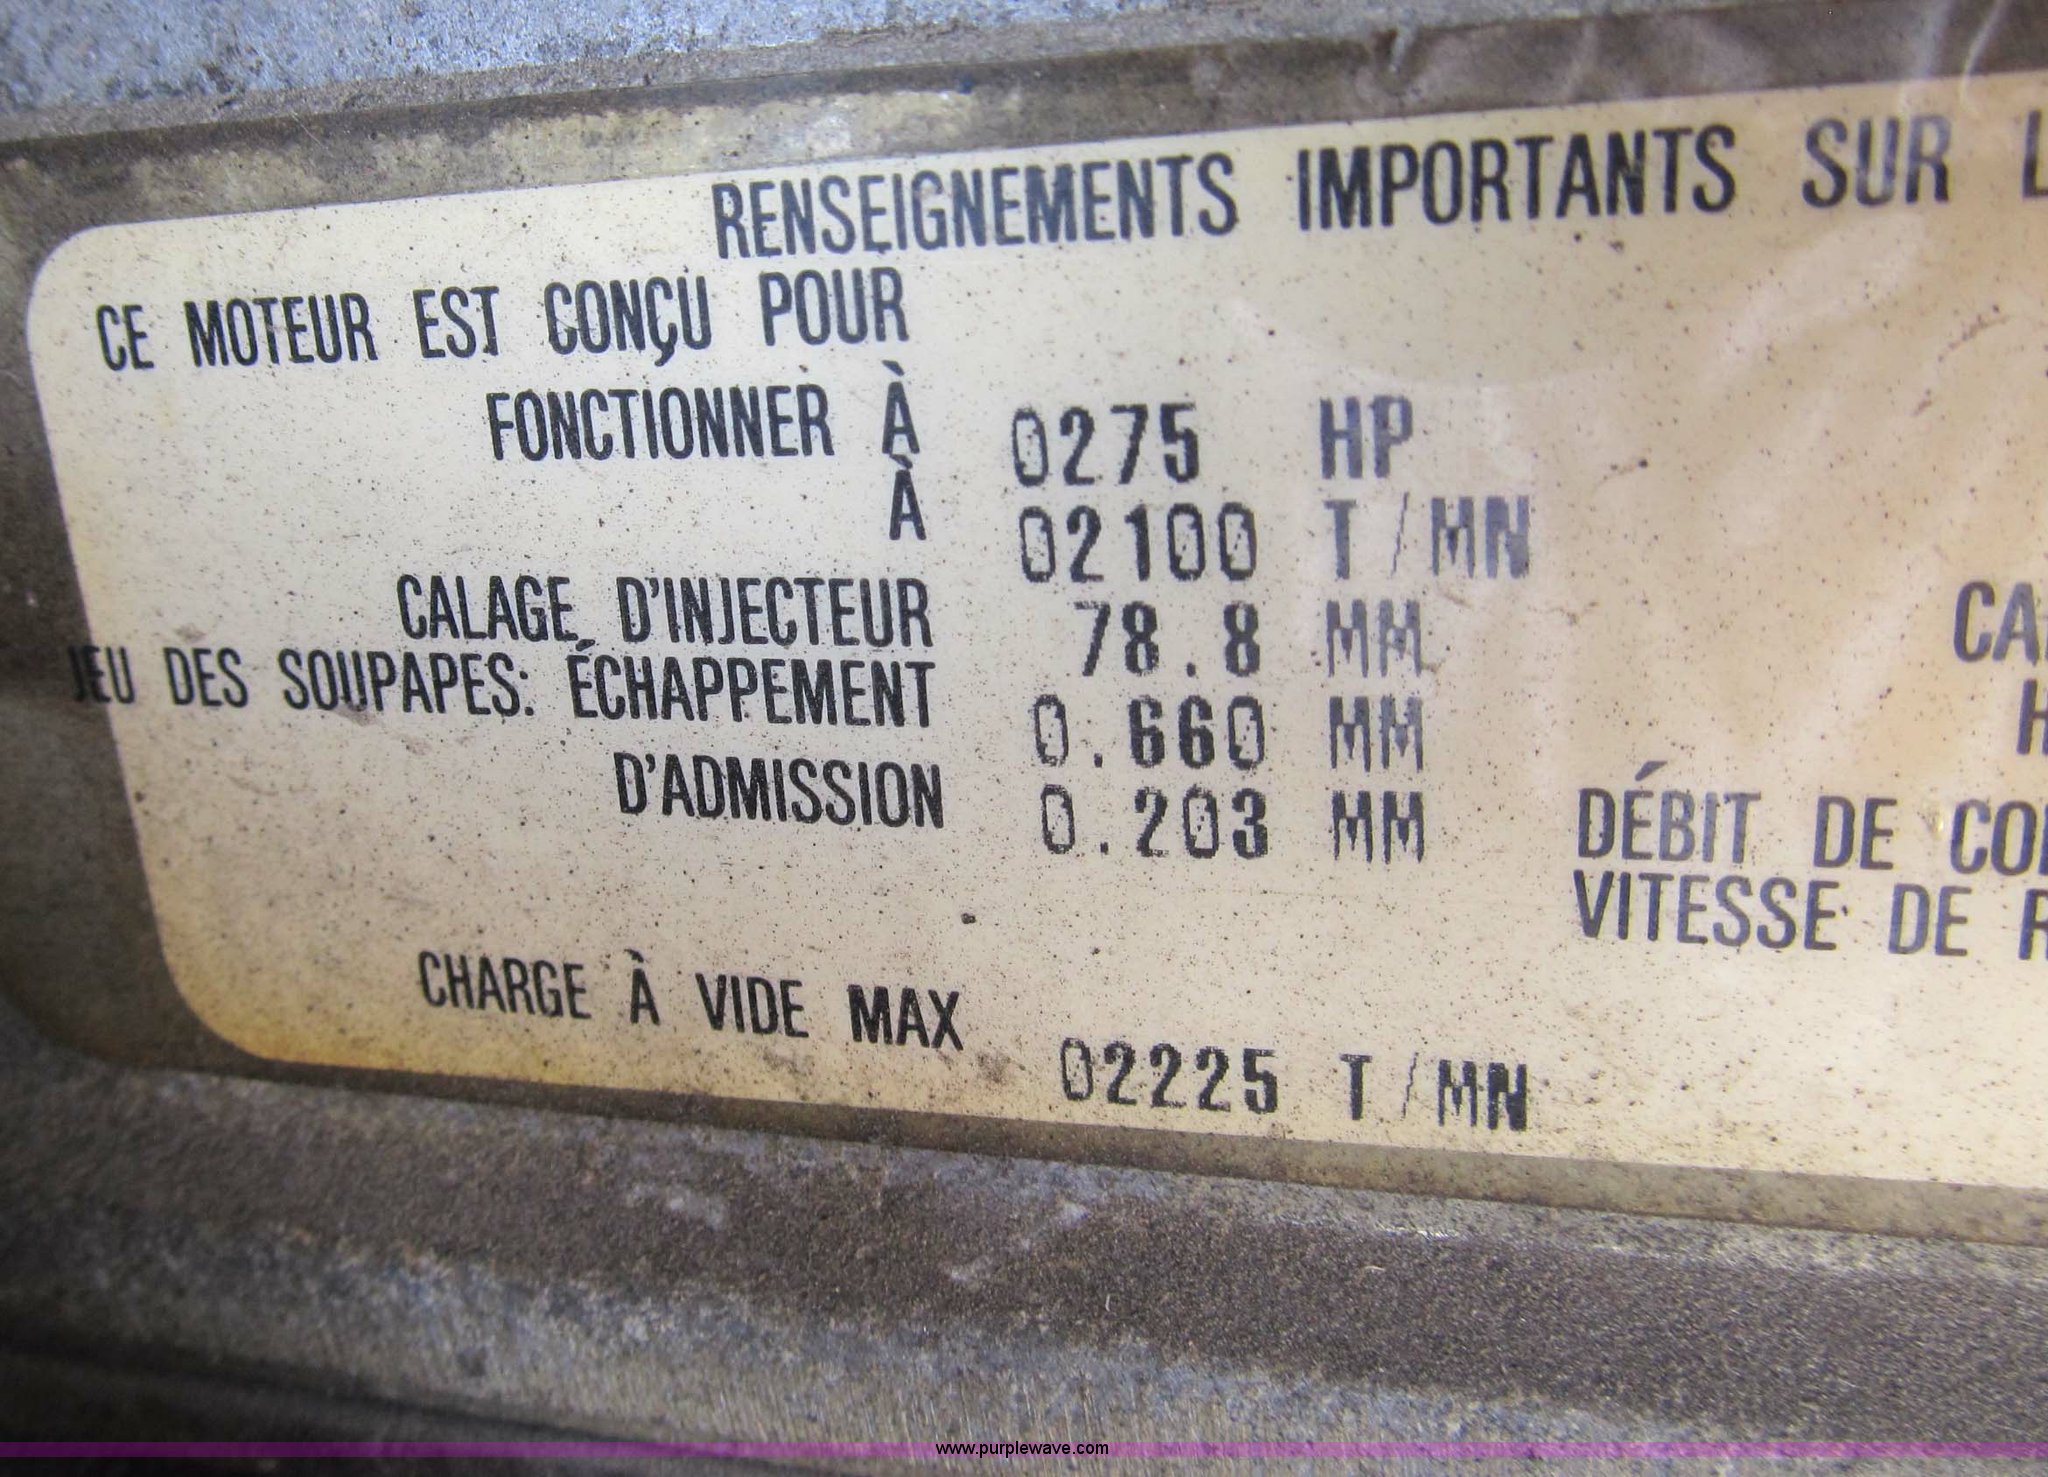 RENSEIGNEMENTS IMPORTANTS SUR L
CE MOTEUR EST CONÇU POUR
FONCTIONNER À 0275 HP
À 02100 T/MN
CALAGE D'INJECTEUR 78.8 MM
JEU DES SOUPAPES: ÉCHAPPEMENT 0.660 MM
D'ADMISSION 0.203 MM
CHARGE À VIDE MAX 02225 T/MN
CA
H
DÉBIT DE CO
VITESSE DE R
www.purplewave.com